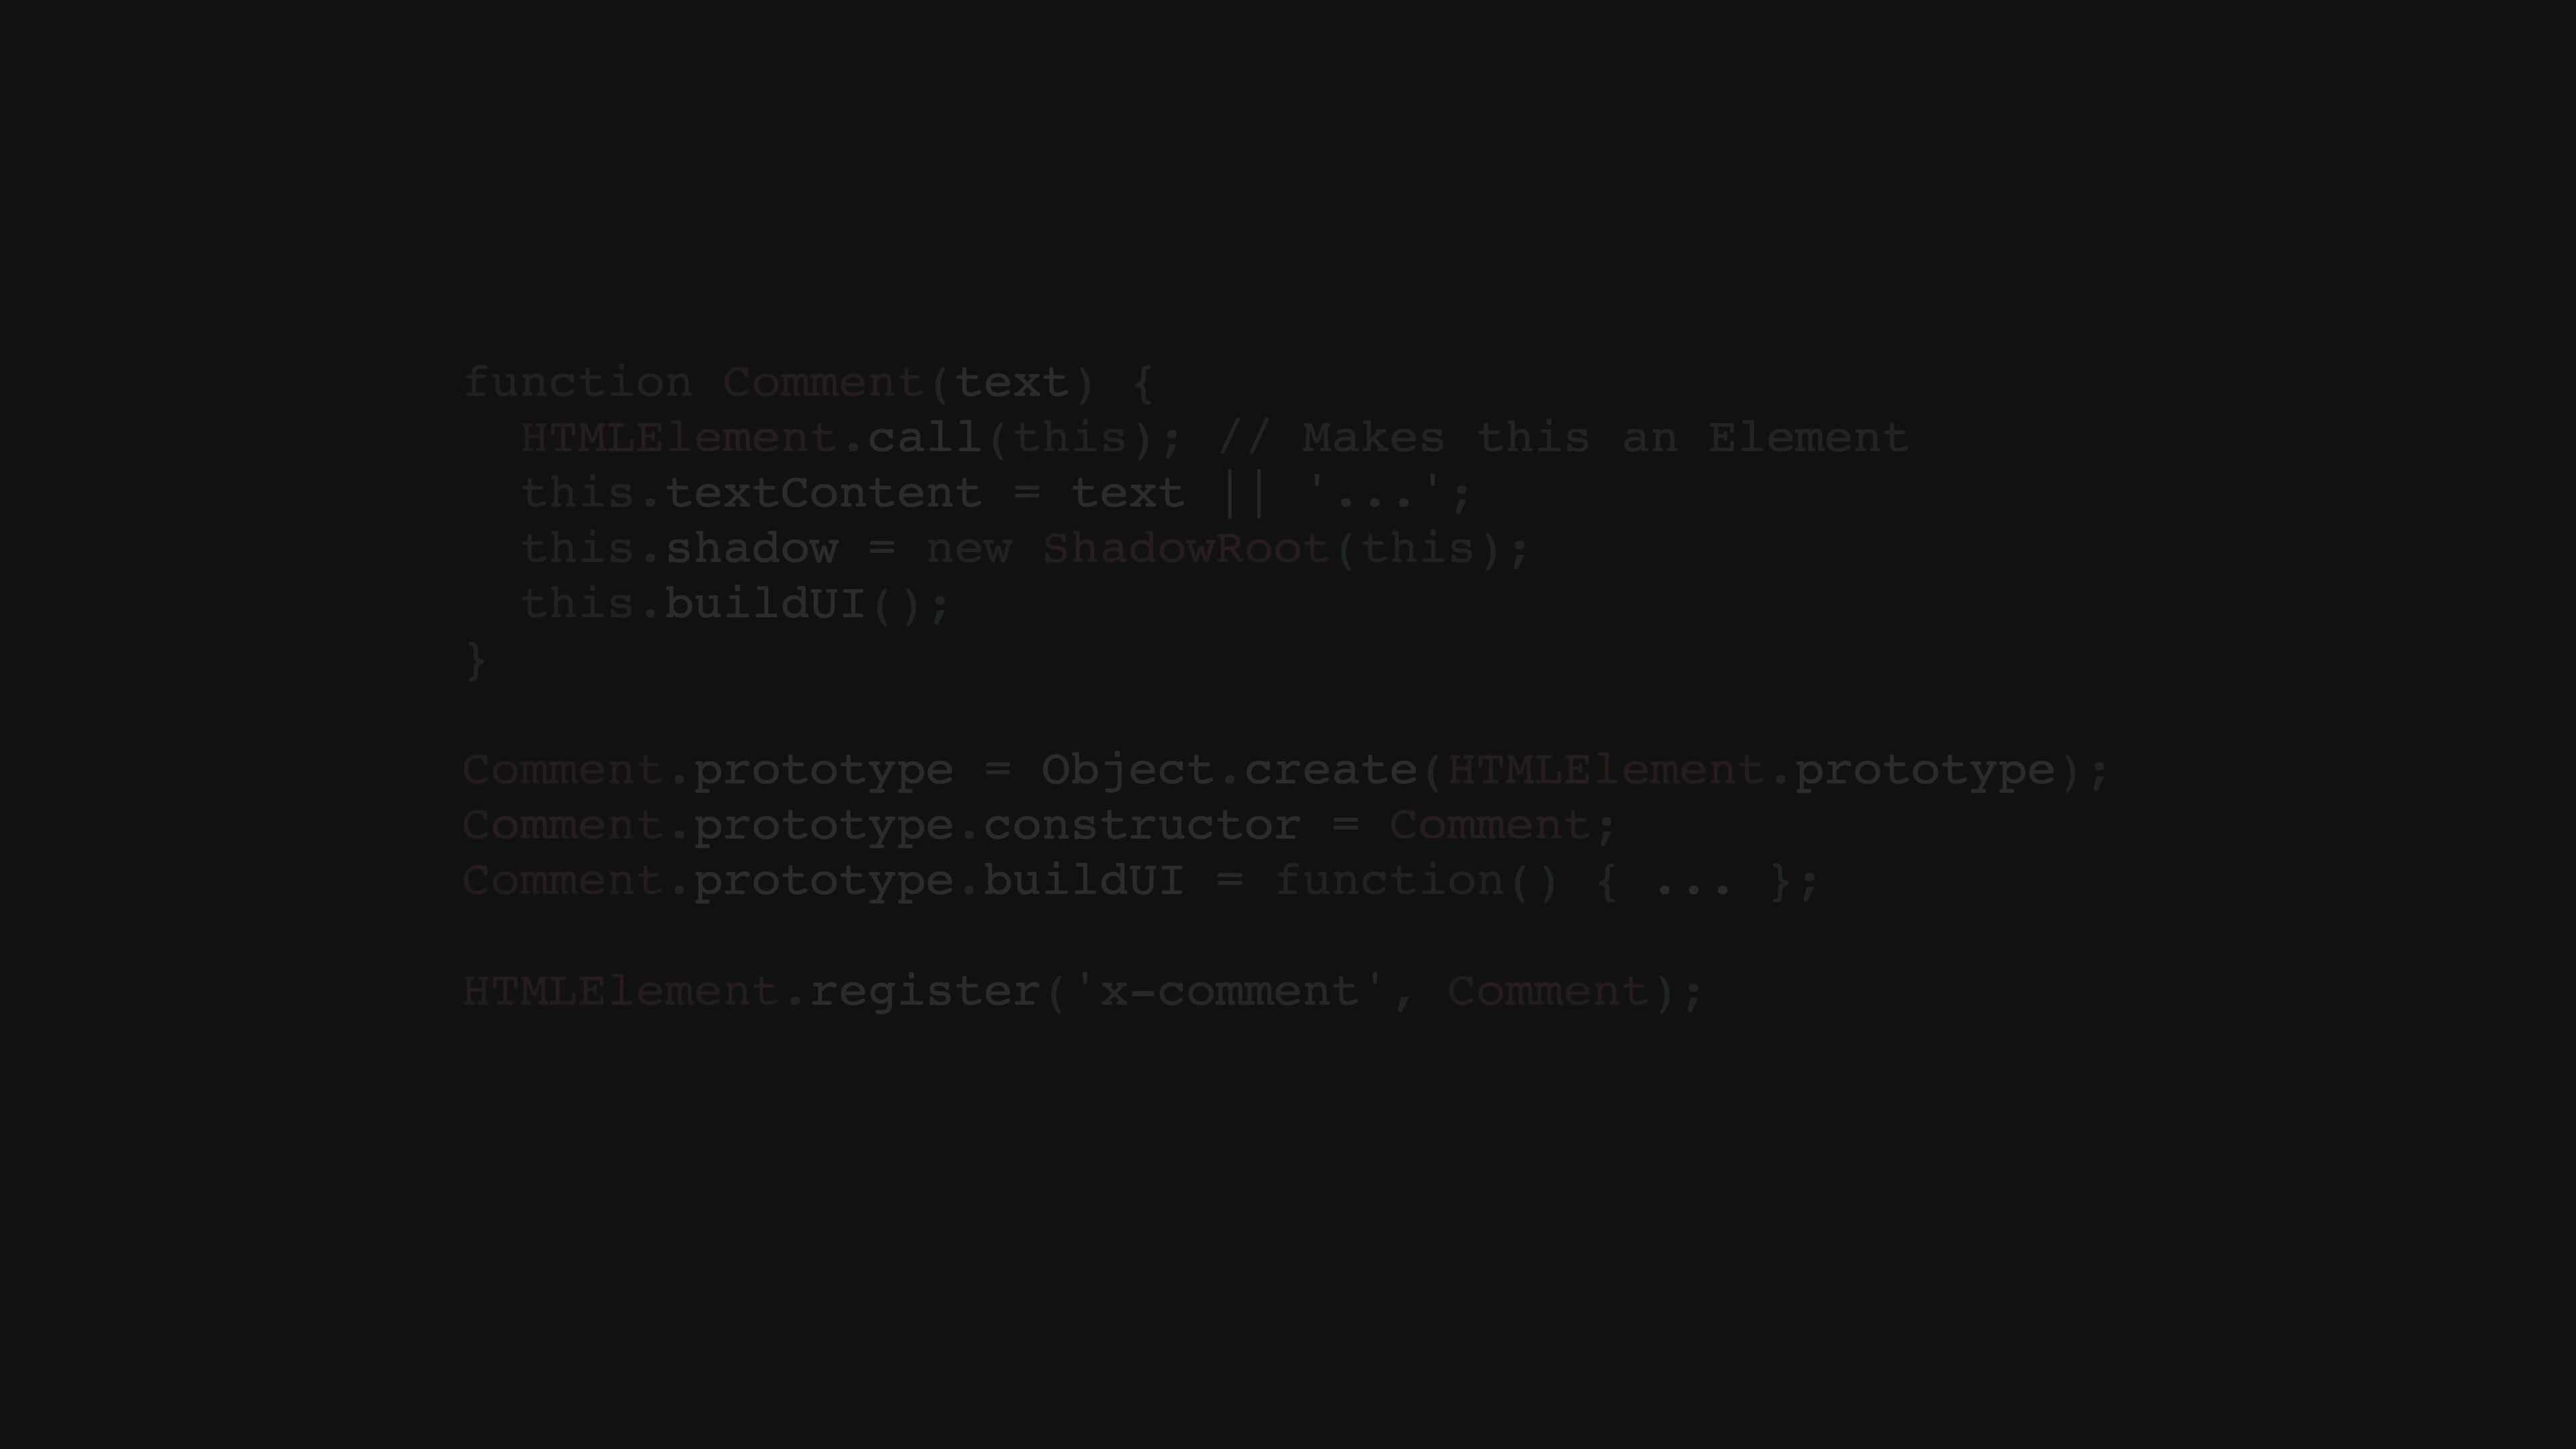 function Comment(text) {
  HTMLElement.call(this); // Makes this an Element
  this.textContent = text || '...';
  this.shadow = new ShadowRoot(this);
  this.buildUI();
}

Comment.prototype = Object.create(HTMLElement.prototype);
Comment.prototype.constructor = Comment;
Comment.prototype.buildUI = function() { ... };

HTMLElement.register('x-comment', Comment);